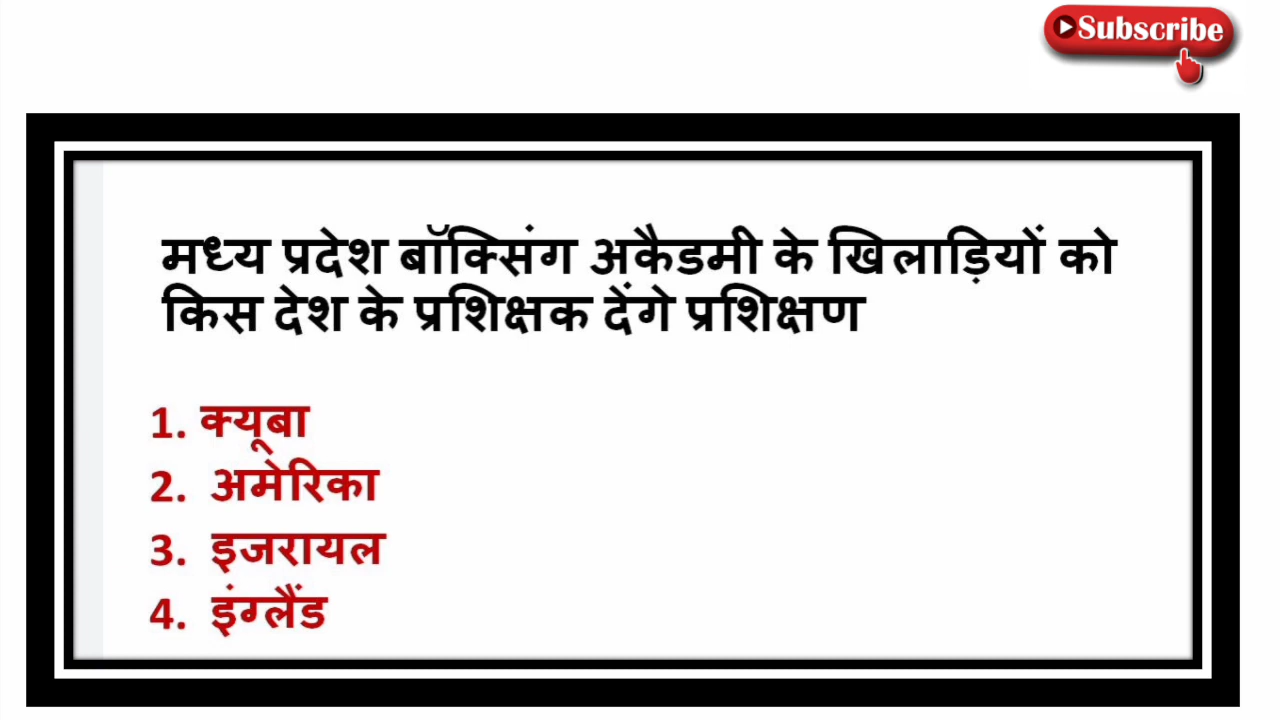 Subscribe
मध्य प्रदेश बॉक्सिंग अकैडमी के खिलाड़ियों को
किस देश के प्रशिक्षक देंगे प्रशिक्षण
1. क्यूबा
2. अमेरिका
3. इजरायल
4. इंग्लैंड